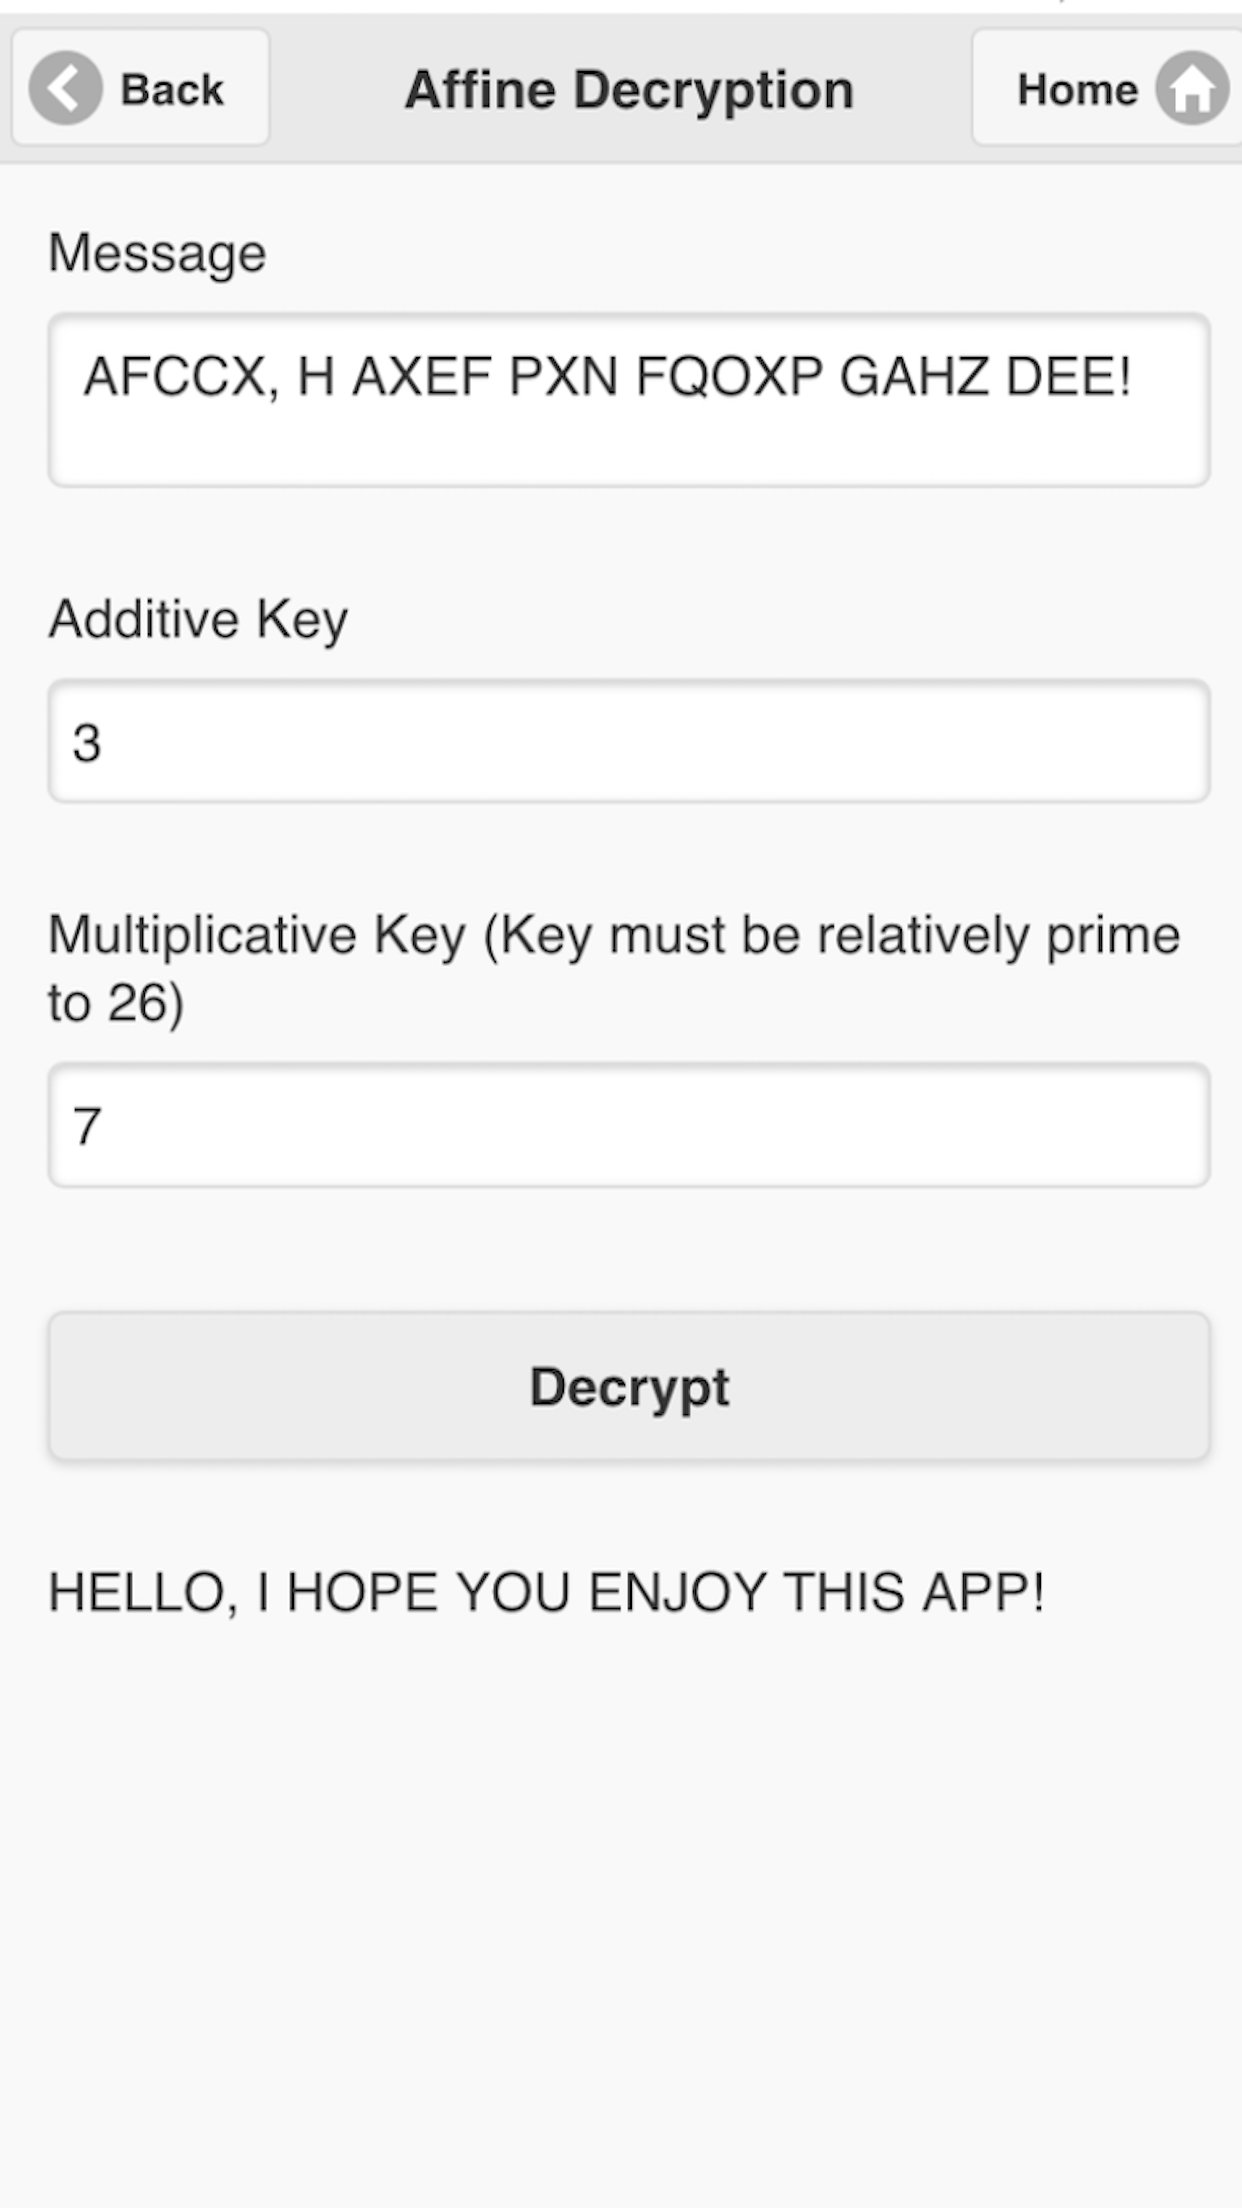 Back
Affine Decryption
Home
Message
AFCCX, H AXEF PXN FQOXP GAHZ DEE!
Additive Key
3
Multiplicative Key (Key must be relatively prime
to 26)
7
Decrypt
HELLO, I HOPE YOU ENJOY THIS APP!